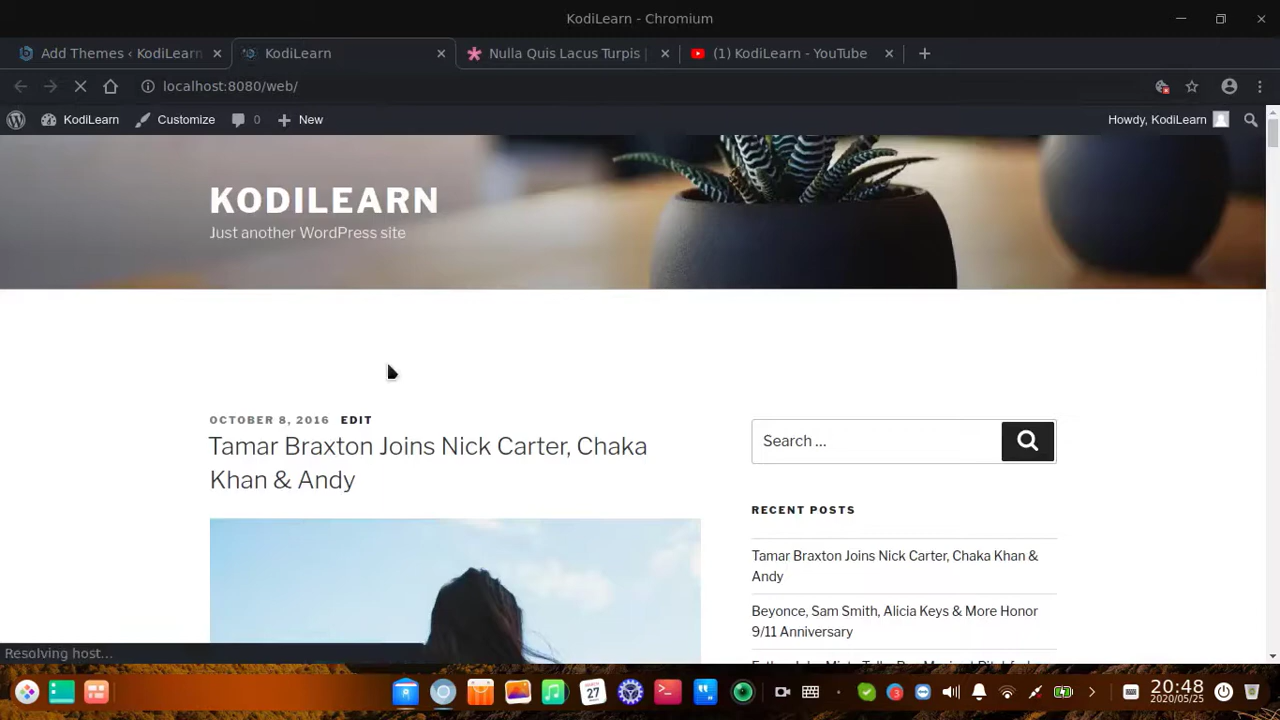 KodiLearn - Chromium
Add Themes ‹ KodiLearn
KodiLearn
Nulla Quis Lacus Turpis |
(1) KodiLearn - YouTube
localhost:8080/web/
KodiLearn
Customize
0
New
Howdy, KodiLearn
KODILEARN
Just another WordPress site
OCTOBER 8, 2016 EDIT
Tamar Braxton Joins Nick Carter, Chaka
Khan & Andy
Search …
RECENT POSTS
Tamar Braxton Joins Nick Carter, Chaka Khan &
Andy
Beyonce, Sam Smith, Alicia Keys & More Honor
9/11 Anniversary
Resolving host…
27
3
20:48
2020/05/25